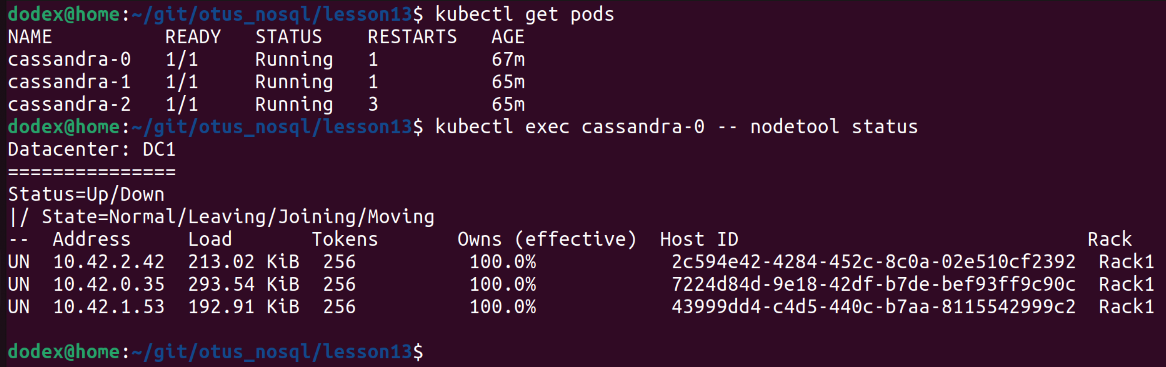 dodex@home:~/git/otus_nosql/lesson13$ kubectl get pods
NAME          READY   STATUS    RESTARTS   AGE
cassandra-0   1/1     Running   1          67m
cassandra-1   1/1     Running   1          65m
cassandra-2   1/1     Running   3          65m
dodex@home:~/git/otus_nosql/lesson13$ kubectl exec cassandra-0 -- nodetool status
Datacenter: DC1
===============
Status=Up/Down
|/ State=Normal/Leaving/Joining/Moving
--  Address     Load       Tokens       Owns (effective)  Host ID                               Rack
UN  10.42.2.42  213.02 KiB  256          100.0%            2c594e42-4284-452c-8c0a-02e510cf2392  Rack1
UN  10.42.0.35  293.54 KiB  256          100.0%            7224d84d-9e18-42df-b7de-bef93ff9c90c  Rack1
UN  10.42.1.53  192.91 KiB  256          100.0%            43999dd4-c4d5-440c-b7aa-8115542999c2  Rack1
dodex@home:~/git/otus_nosql/lesson13$